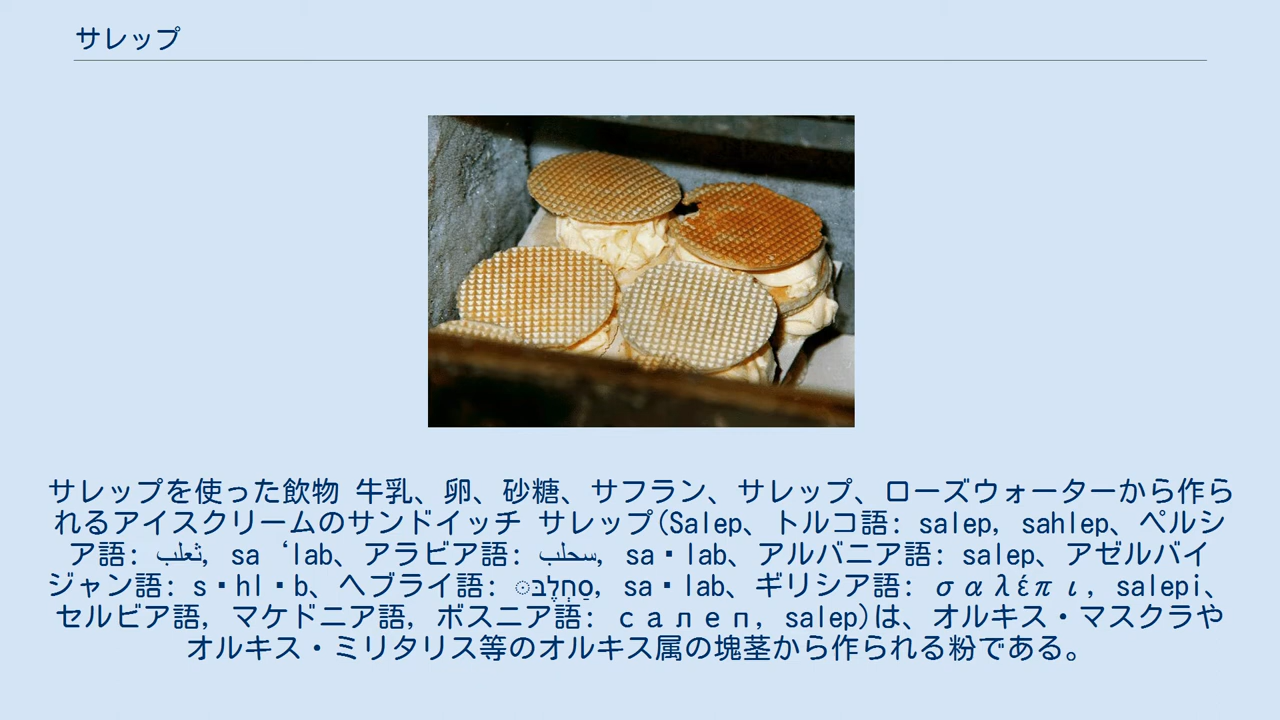 サレップ
サレップを使った飲物 牛乳、卵、砂糖、サフラン、サレップ、ローズウォーターから作ら
れるアイスクリームのサンドイッチ サレップ(Salep、トルコ語: salep, sahlep、ペルシ
ア語: ثعلب, sa‘lab、アラビア語: سحلب, sa·lab、アルバニア語: salep、アゼルバイ
ジャン語: s·hl·b、ヘブライ語: סַחְלֶבּ, sa·lab、ギリシア語: σαλέπι, salepi、
セルビア語, マケドニア語, ボスニア語: салеп, salep)は、オルキス・マスクラや
オルキス・ミリタリス等のオルキス属の塊茎から作られる粉である。